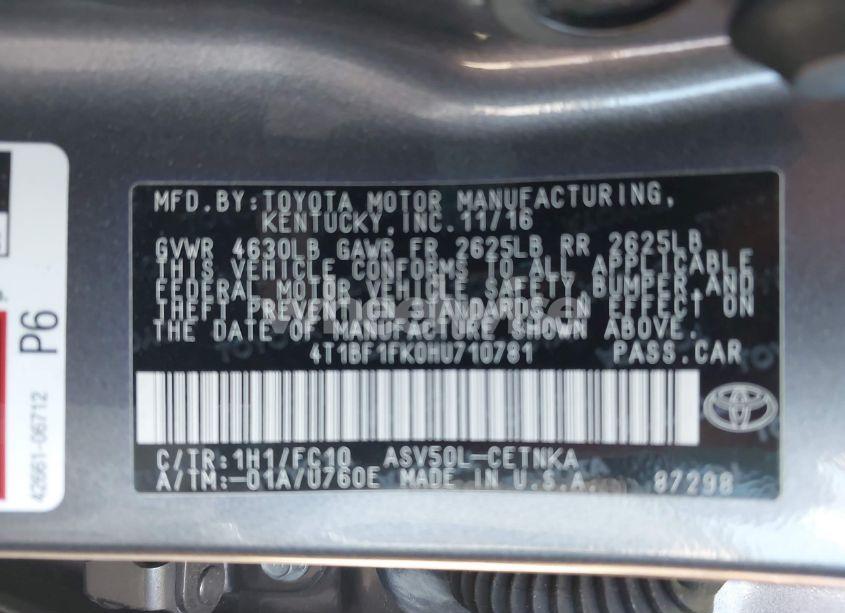 MFD.BY:TOYOTA MOTOR MANUFACTURING,
KENTUCKY,INC.11/16
GVWR 4630LB GAWR FR 2625LB RR 2625LB
THIS VEHICLE CONFORMS TO ALL APPLICABLE
FEDERAL MOTOR VEHICLE SAFETY, BUMPER,AND
THEFT PREVENTION STANDARDS IN EFFECT ON
THE DATE OF MANUFACTURE SHOWN ABOVE.
4T1BF1FK0HU710781 PASS.CAR
C/TR:1H1/FC10 ASV50L-CETNKA
A/TM:-01A/U760E MADE IN U.S.A. 87298
P6
42661-06712